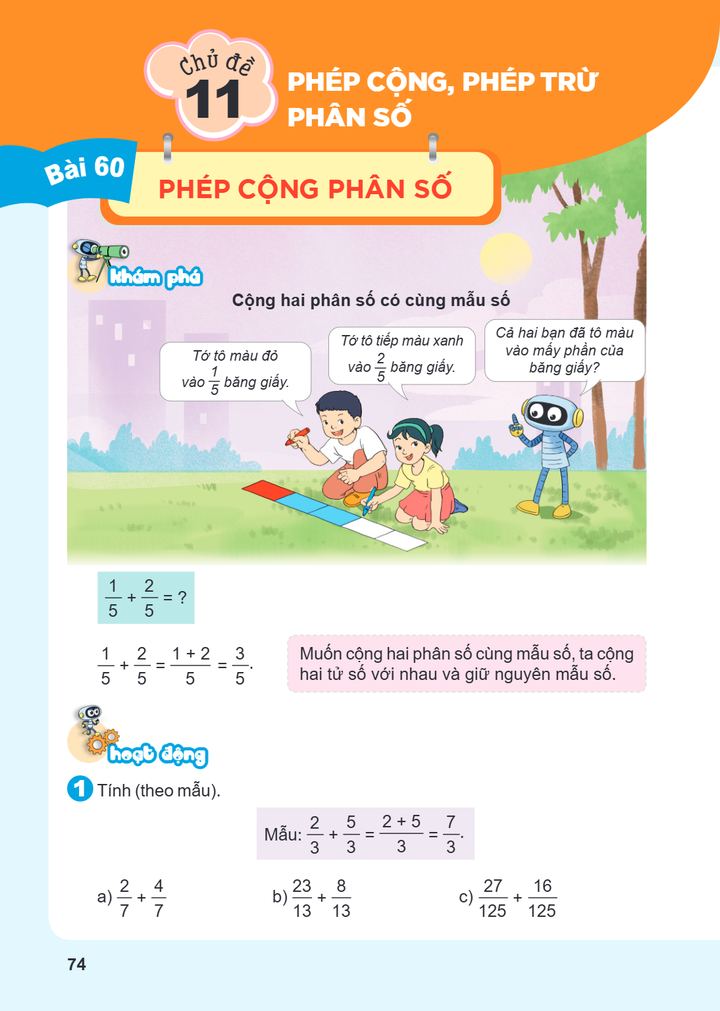 Chủ đề
11
PHÉP CỘNG, PHÉP TRỪ
PHÂN SỐ
Bài 60
PHÉP CỘNG PHÂN SỐ
khám phá
Cộng hai phân số có cùng mẫu số
Tớ tô màu đỏ
vào 1/5 băng giấy.
Tớ tô tiếp màu xanh
vào 2/5 băng giấy.
Cả hai bạn đã tô màu
vào mấy phần của
băng giấy?
1/5 + 2/5 = ?
1/5 + 2/5 = (1 + 2)/5 = 3/5.
Muốn cộng hai phân số cùng mẫu số, ta cộng
hai tử số với nhau và giữ nguyên mẫu số.
hoạt động
1 Tính (theo mẫu).
Mẫu: 2/3 + 5/3 = (2 + 5)/3 = 7/3.
a) 2/7 + 4/7 b) 23/13 + 8/13 c) 27/125 + 16/125
74